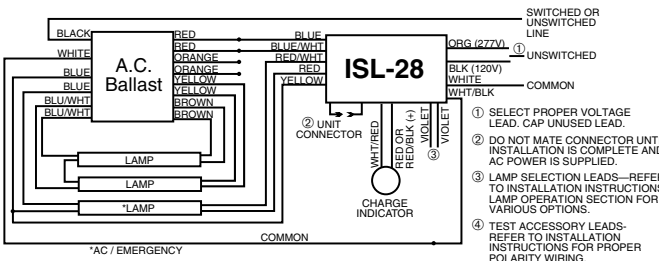 SWITCHED OR
UNSWITCHED
LINE
BLACK
WHITE
BLUE
BLUE
BLU/WHT
BLU/WHT
A.C.
Ballast
RED
RED
ORANGE
ORANGE
YELLOW
YELLOW
BROWN
BROWN
BLUE
BLUE/WHT
RED/WHT
RED
YELLOW
ISL-28
ORG (277V)
① UNSWITCHED
BLK (120V)
WHITE
COMMON
WHT/BLK
② UNIT
CONNECTOR
WHT/RED
RED OR
RED/BLK (+)
VIOLET
VIOLET
③
CHARGE
INDICATOR
LAMP
LAMP
*LAMP
COMMON
*AC / EMERGENCY
① SELECT PROPER VOLTAGE
LEAD. CAP UNUSED LEAD.
② DO NOT MATE CONNECTOR UNT
INSTALLATION IS COMPLETE AND
AC POWER IS SUPPLIED.
③ LAMP SELECTION LEADS—REFER
TO INSTALLATION INSTRUCTIONS
LAMP OPERATION SECTION FOR
VARIOUS OPTIONS.
④ TEST ACCESSORY LEADS-
REFER TO INSTALLATION
INSTRUCTIONS FOR PROPER
POLARITY WIRING